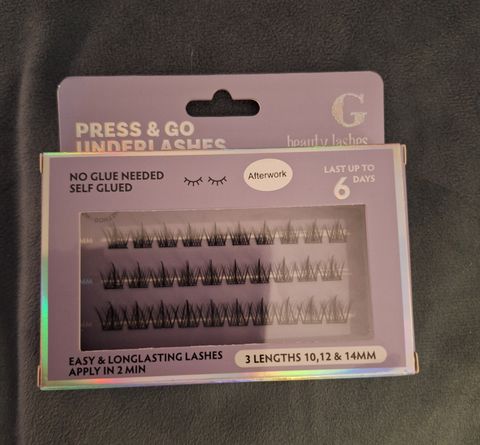 PRESS & GO
UNDERLASHES
G
beauty lashes
NO GLUE NEEDED
SELF GLUED
Afterwork
LAST UP TO
6 DAYS
EASY & LONGLASTING LASHES
APPLY IN 2 MIN
3 LENGTHS 10,12 & 14MM